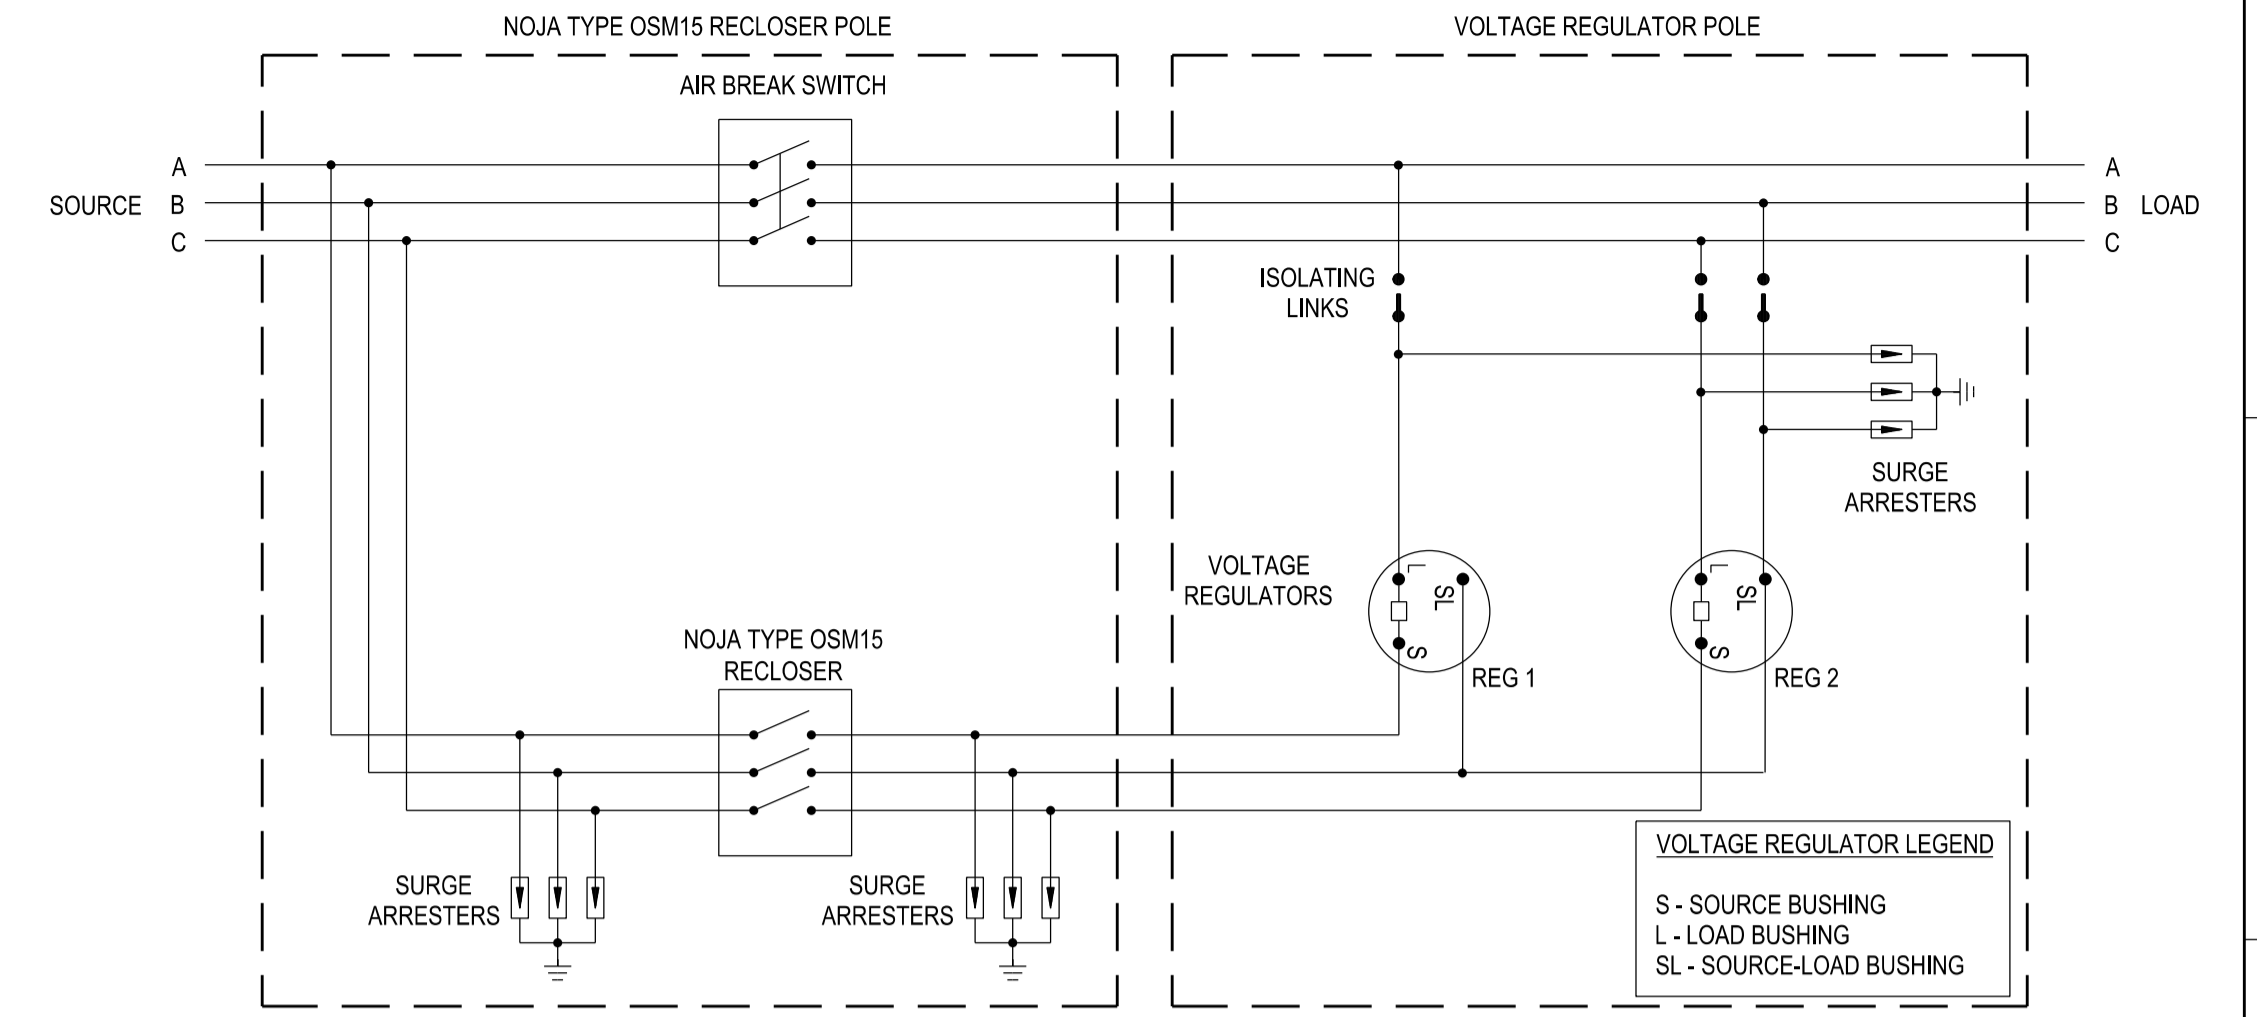 NOJA TYPE OSM15 RECLOSER POLE
VOLTAGE REGULATOR POLE
AIR BREAK SWITCH
A
SOURCE B
C
A
B LOAD
C
ISOLATING
LINKS
SURGE
ARRESTERS
VOLTAGE
REGULATORS
L
SL
S
REG 1
L
SL
S
REG 2
NOJA TYPE OSM15
RECLOSER
SURGE
ARRESTERS
SURGE
ARRESTERS
VOLTAGE REGULATOR LEGEND
S - SOURCE BUSHING
L - LOAD BUSHING
SL - SOURCE-LOAD BUSHING